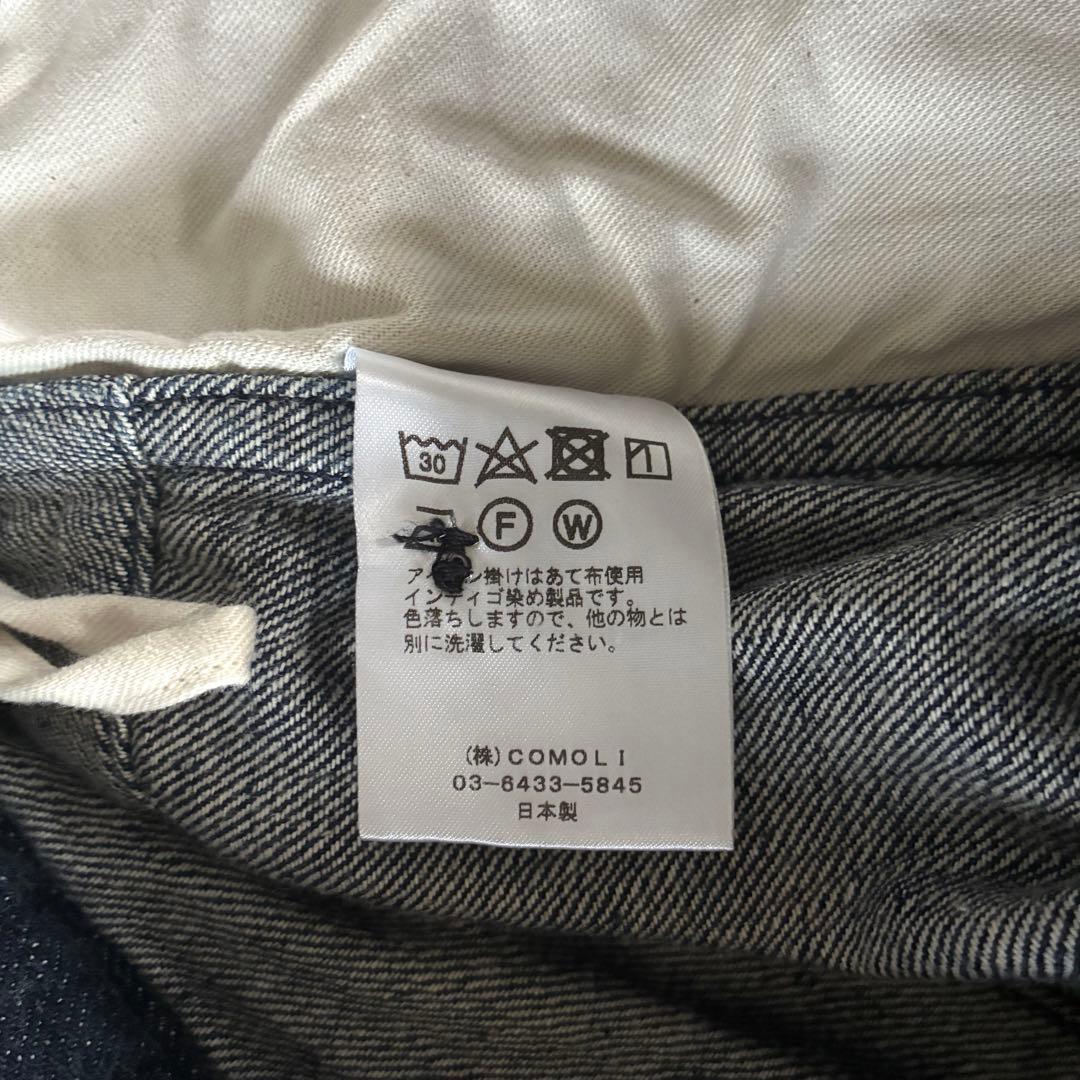 30
F W
ア ン掛けはあて布使用
インディゴ染め製品です。
色落ちしますので、他の物とは
別に洗濯してください。
(株)COMOLI
03-6433-5845
日本製